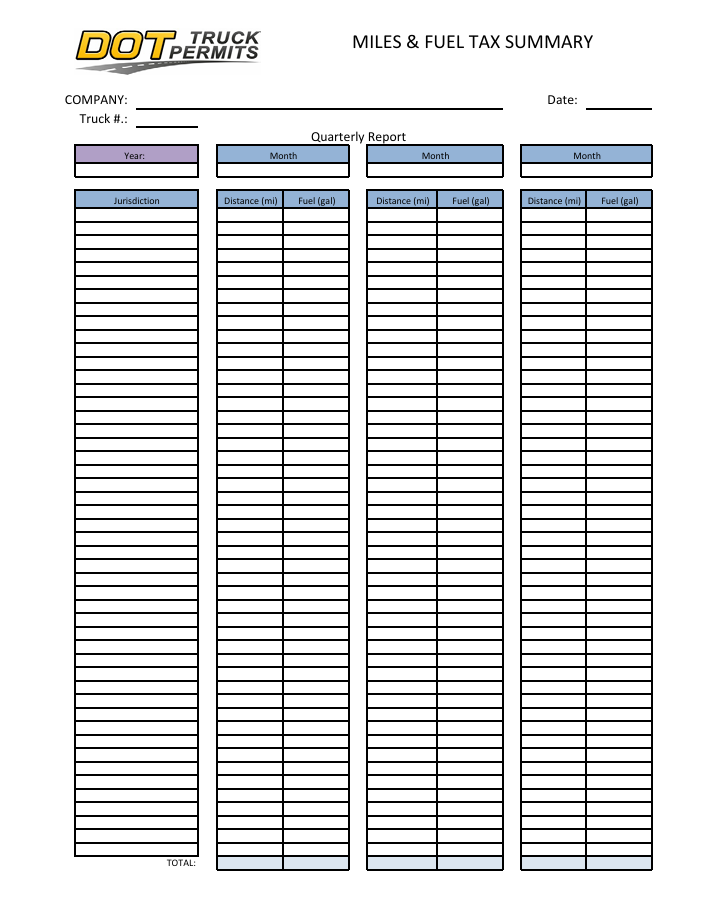 DOT TRUCK PERMITS
MILES & FUEL TAX SUMMARY
COMPANY: Date:
Truck #.:
Quarterly Report
Year: Month Month Month
Jurisdiction Distance (mi) Fuel (gal) Distance (mi) Fuel (gal) Distance (mi) Fuel (gal)
TOTAL: